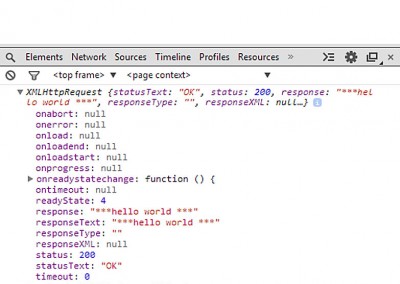 Elements Network Sources Timeline Profiles Resources »
<top frame> ▼ <page context> ▼
▼ XMLHttpRequest {statusText: "OK", status: 200, response: "***hel
lo world ***", responseType: "", responseXML: null…} i
onabort: null
onerror: null
onload: null
onloadend: null
onloadstart: null
onprogress: null
▶ onreadystatechange: function () {
ontimeout: null
readyState: 4
response: "***hello world ***"
responseText: "***hello world ***"
responseType: ""
responseXML: null
status: 200
statusText: "OK"
timeout: 0